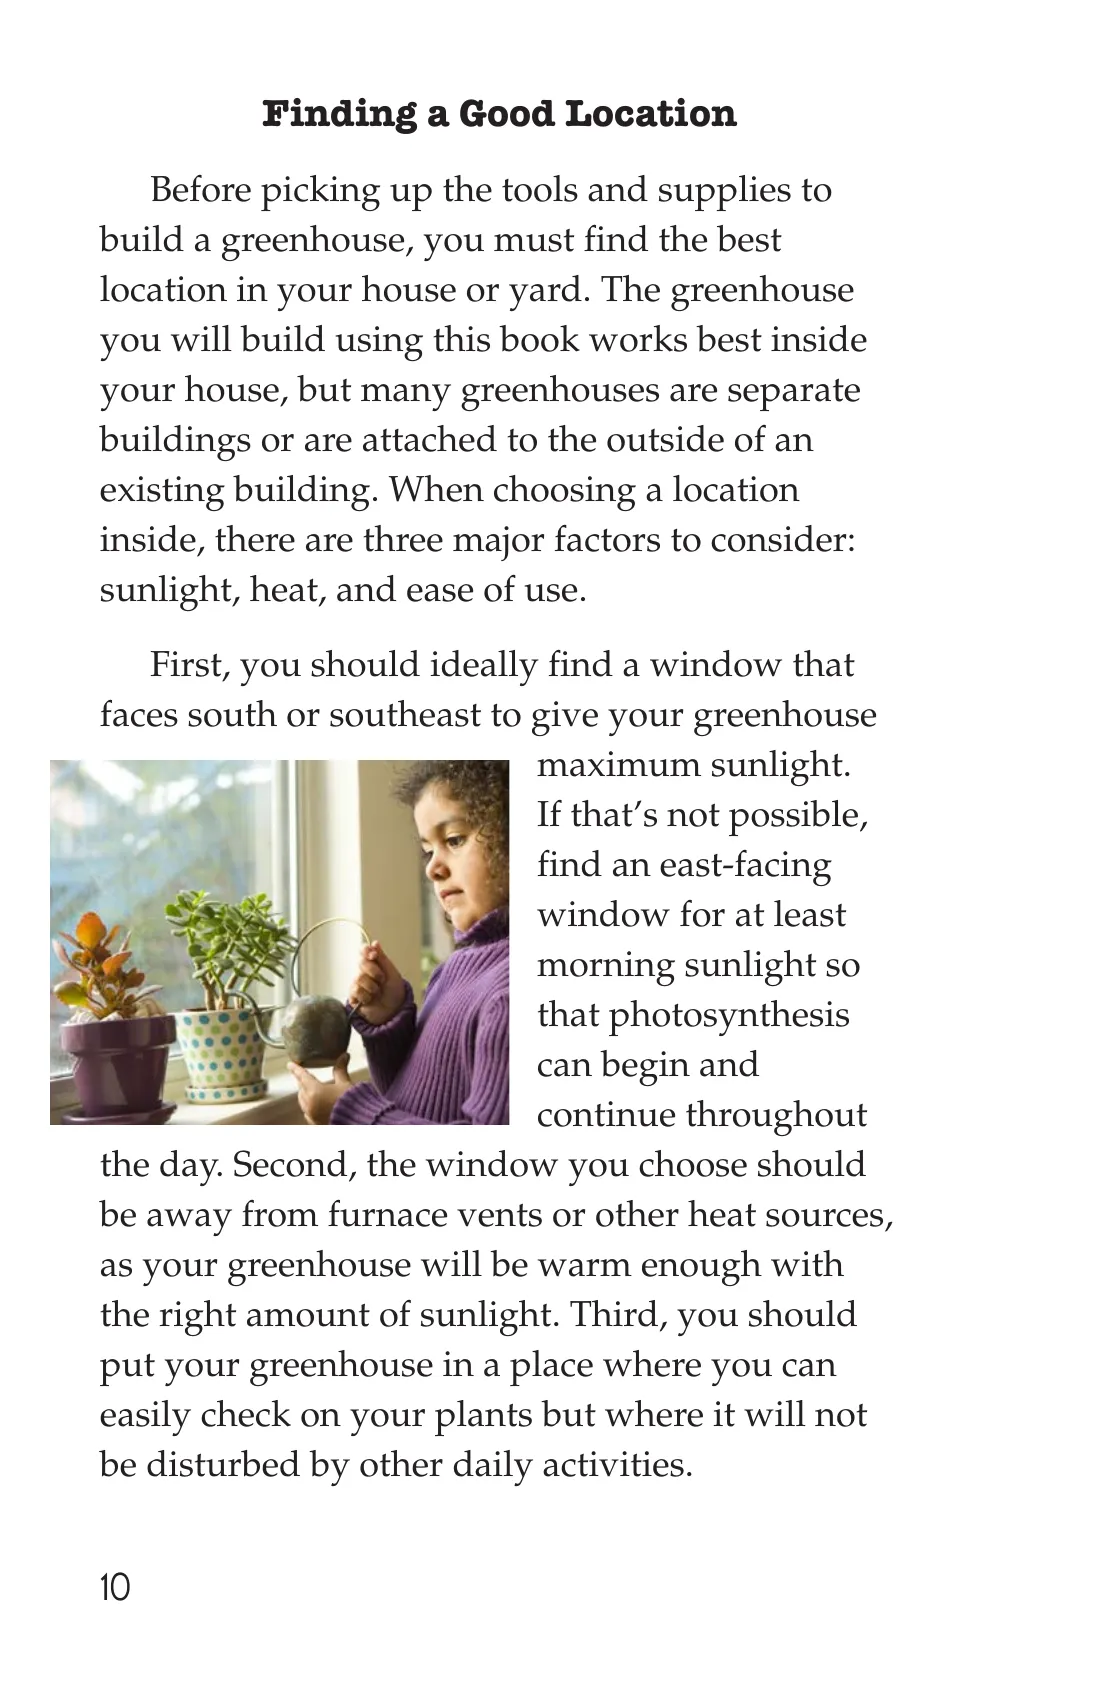 Finding a Good Location
Before picking up the tools and supplies to
build a greenhouse, you must find the best
location in your house or yard. The greenhouse
you will build using this book works best inside
your house, but many greenhouses are separate
buildings or are attached to the outside of an
existing building. When choosing a location
inside, there are three major factors to consider:
sunlight, heat, and ease of use.
First, you should ideally find a window that
faces south or southeast to give your greenhouse
maximum sunlight.
If that’s not possible,
find an east-facing
window for at least
morning sunlight so
that photosynthesis
can begin and
continue throughout
the day. Second, the window you choose should
be away from furnace vents or other heat sources,
as your greenhouse will be warm enough with
the right amount of sunlight. Third, you should
put your greenhouse in a place where you can
easily check on your plants but where it will not
be disturbed by other daily activities.
10